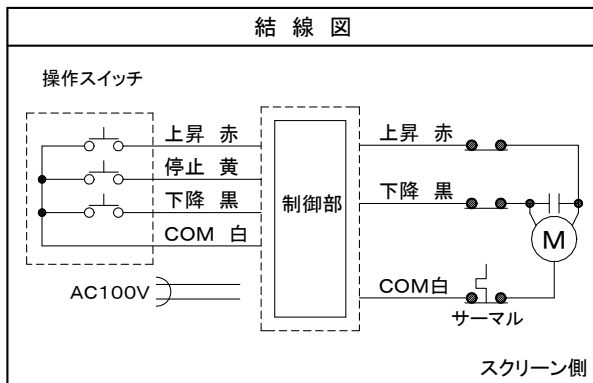 結線図
操作スイッチ
上昇 赤
停止 黄
下降 黒
COM 白
AC100V
制御部
上昇 赤
下降 黒
COM白
サーマル
M
スクリーン側